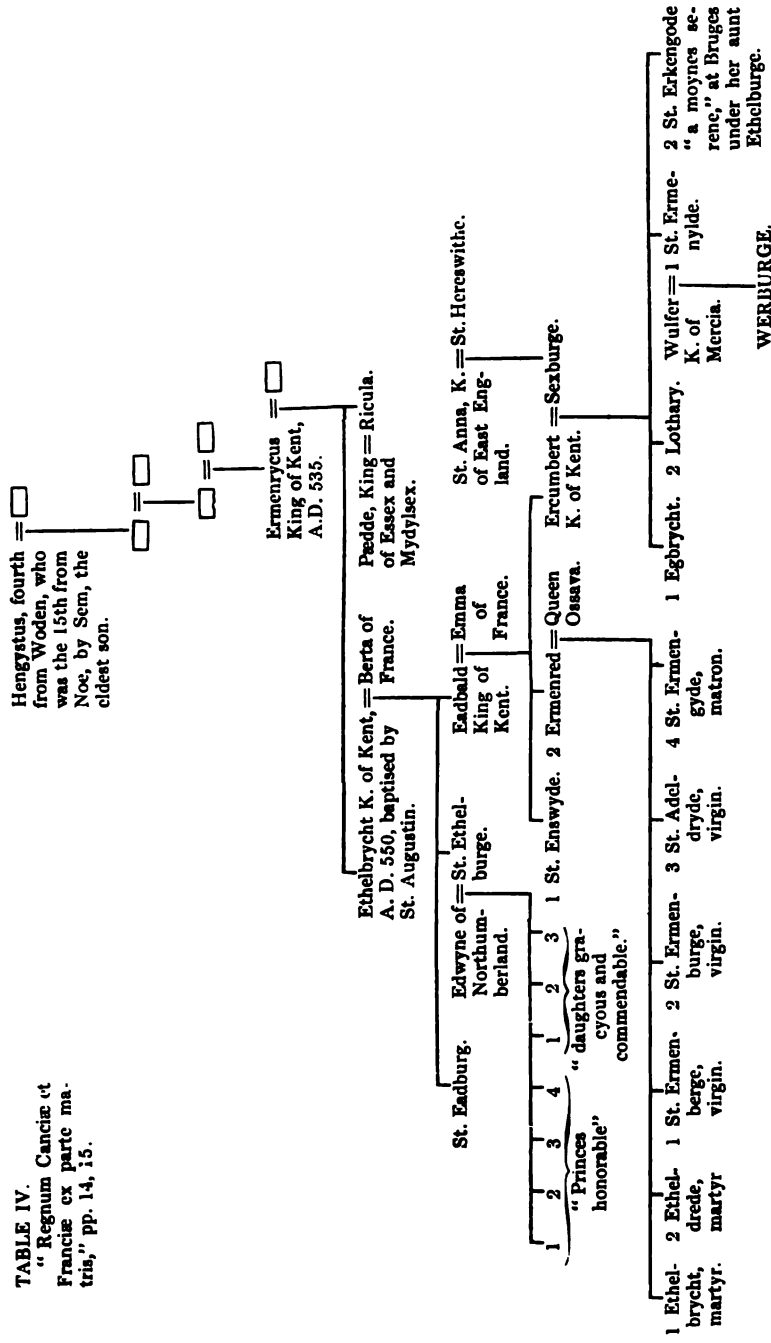 TABLE IV.
“ Regnum Canciæ et
Franciæ ex parte ma-
tris,” pp. 14, 15.
Hengystus, fourth =
from Woden, who
was the 15th from
Noe, by Sem, the
eldest son.
=
=
Ermenrycus =
King of Kent,
A.D. 535.
Ethelbrycht K. of Kent, = Berta of
A. D. 550, baptised by France.
St. Augustin.
Pædde, King = Ricula.
of Essex and
Mydylsex.
St. Eadburg.
Edwyne of = St. Ethel-
Northum- burge.
berland.
Eadbald = Emma
King of of
Kent. France.
St. Anna, K. = St. Hereswithe.
of East Eng-
land.
1 2 3 4 1 2 3
“ Princes
honorable”
“ daughters gra-
cyous and
commendable.”
1 St. Enswyde. 2 Ermenred = Queen
Ossava.
Ercumbert = Sexburge.
K. of Kent.
1 Ethel-
brycht,
martyr.
2 Ethel-
drede,
martyr
1 St. Ermen-
berge,
virgin.
2 St. Ermen-
burge,
virgin.
3 St. Adel-
dryde,
virgin.
4 St. Ermen-
gyde,
matron.
1 Egbrycht. 2 Lothary. Wulfer = 1 St. Erme-
K. of nylde.
Mercia.
2 St. Erkengode
“ a moynes se-
rene,” at Bruges
under her aunt
Ethelburge.
WERBURGE.